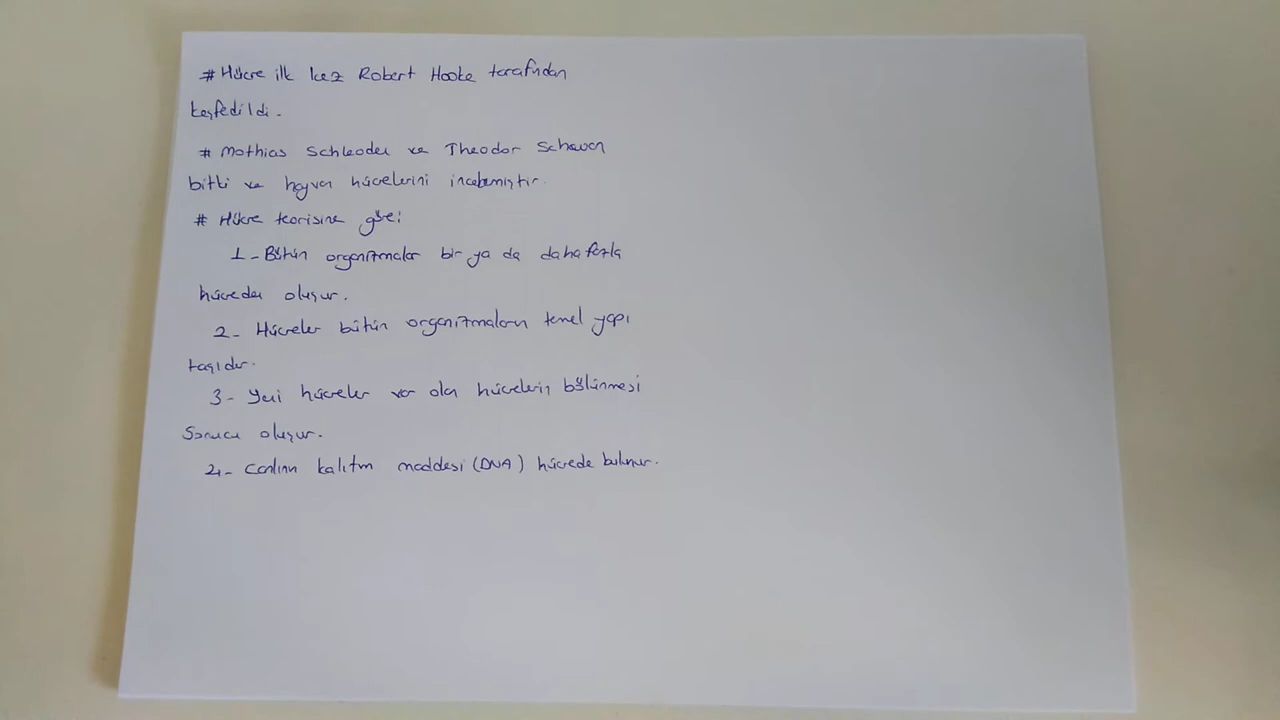 # Hücre ilk kez Robert Hooke tarafından
keşfedildi.
# Mathias Schleıden ve Theodor Schwan
bitki ve hayvan hücrelerini incelemiştir.
# Hücre teorisine göre;
1- Bütün organizmalar bir ya da daha fazla
hücreden oluşur.
2- Hücreler bütün organizmaların temel yapı
taşıdır.
3- Yeni hücreler var olan hücrelerin bölünmesi
sonucu oluşur.
4- Canlının kalıtım maddesi (DNA) hücrede bulunur.